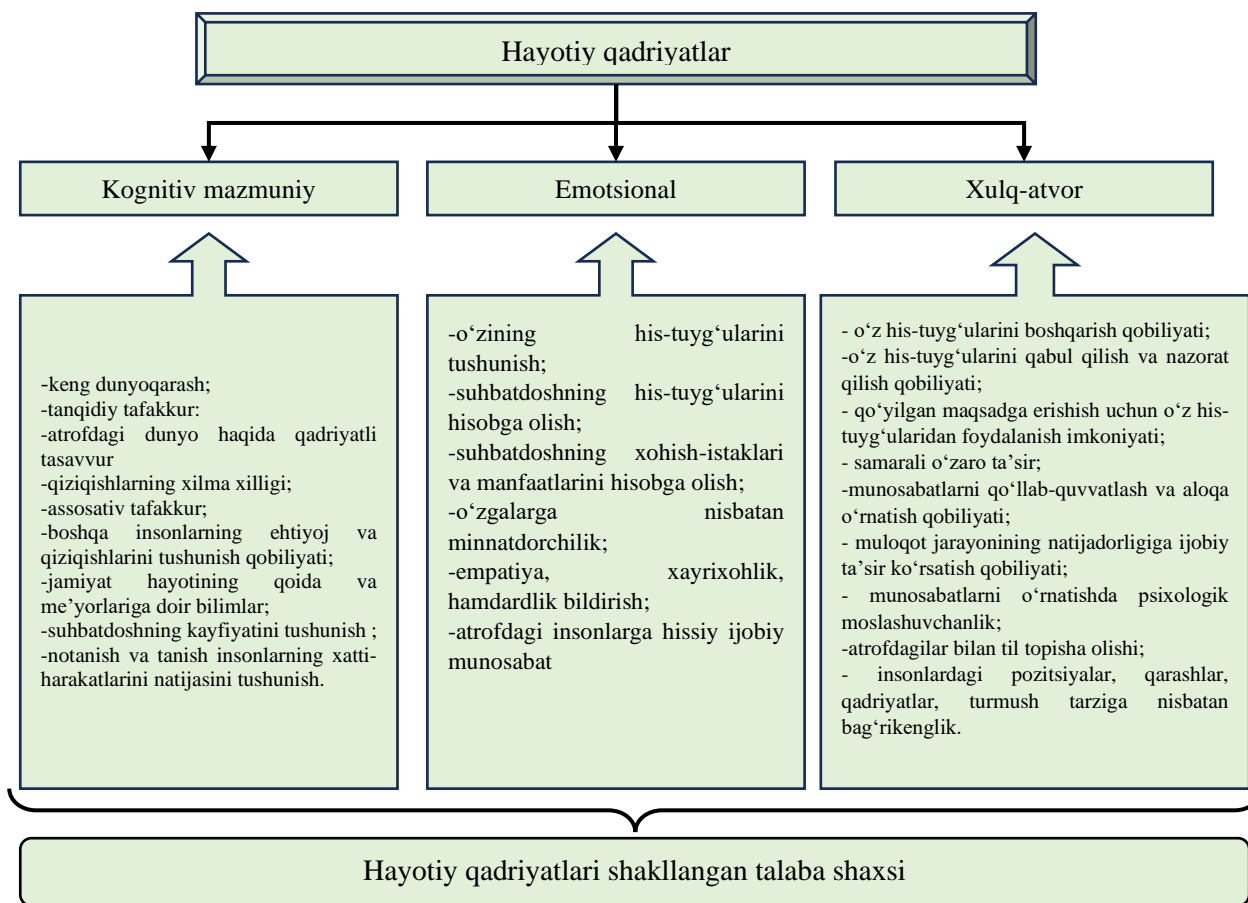 Hayotiy qadriyatlar
Kognitiv mazmuniy
Emotsional
Xulq-atvor
-keng dunyoqarash;
-tanqidiy tafakkur:
-atrofdagi dunyo haqida qadriyatli
tasavvur
-qiziqishlarning xilma xilligi;
-assosativ tafakkur;
-boshqa insonlarning ehtiyoj va
qiziqishlarini tushunish qobiliyati;
-jamiyat hayotining qoida va
me’yorlariga doir bilimlar;
-suhbatdoshning kayfiyatini tushunish ;
-notanish va tanish insonlarning xatti-
harakatlarini natijasini tushunish.
-o‘zining his-tuyg‘ularini
tushunish;
-suhbatdoshning his-tuyg‘ularini
hisobga olish;
-suhbatdoshning xohish-istaklari
va manfaatlarini hisobga olish;
-o‘zgalarga nisbatan
minnatdorchilik;
-empatiya, xayrixohlik,
hamdardlik bildirish;
-atrofdagi insonlarga hissiy ijobiy
munosabat
- o‘z his-tuyg‘ularini boshqarish qobiliyati;
-o‘z his-tuyg‘ularini qabul qilish va nazorat
qilish qobiliyati;
- qo‘yilgan maqsadga erishish uchun o‘z his-
tuyg‘ularidan foydalanish imkoniyati;
- samarali o‘zaro ta’sir;
-munosabatlarni qo‘llab-quvvatlash va aloqa
o‘rnatish qobiliyati;
- muloqot jarayonining natijadorligiga ijobiy
ta’sir ko‘rsatish qobiliyati;
- munosabatlarni o‘rnatishda psixologik
moslashuvchanlik;
-atrofdagilar bilan til topisha olishi;
- insonlardagi pozitsiyalar, qarashlar,
qadriyatlar, turmush tarziga nisbatan
bag‘rikenglik.
Hayotiy qadriyatlari shakllangan talaba shaxsi